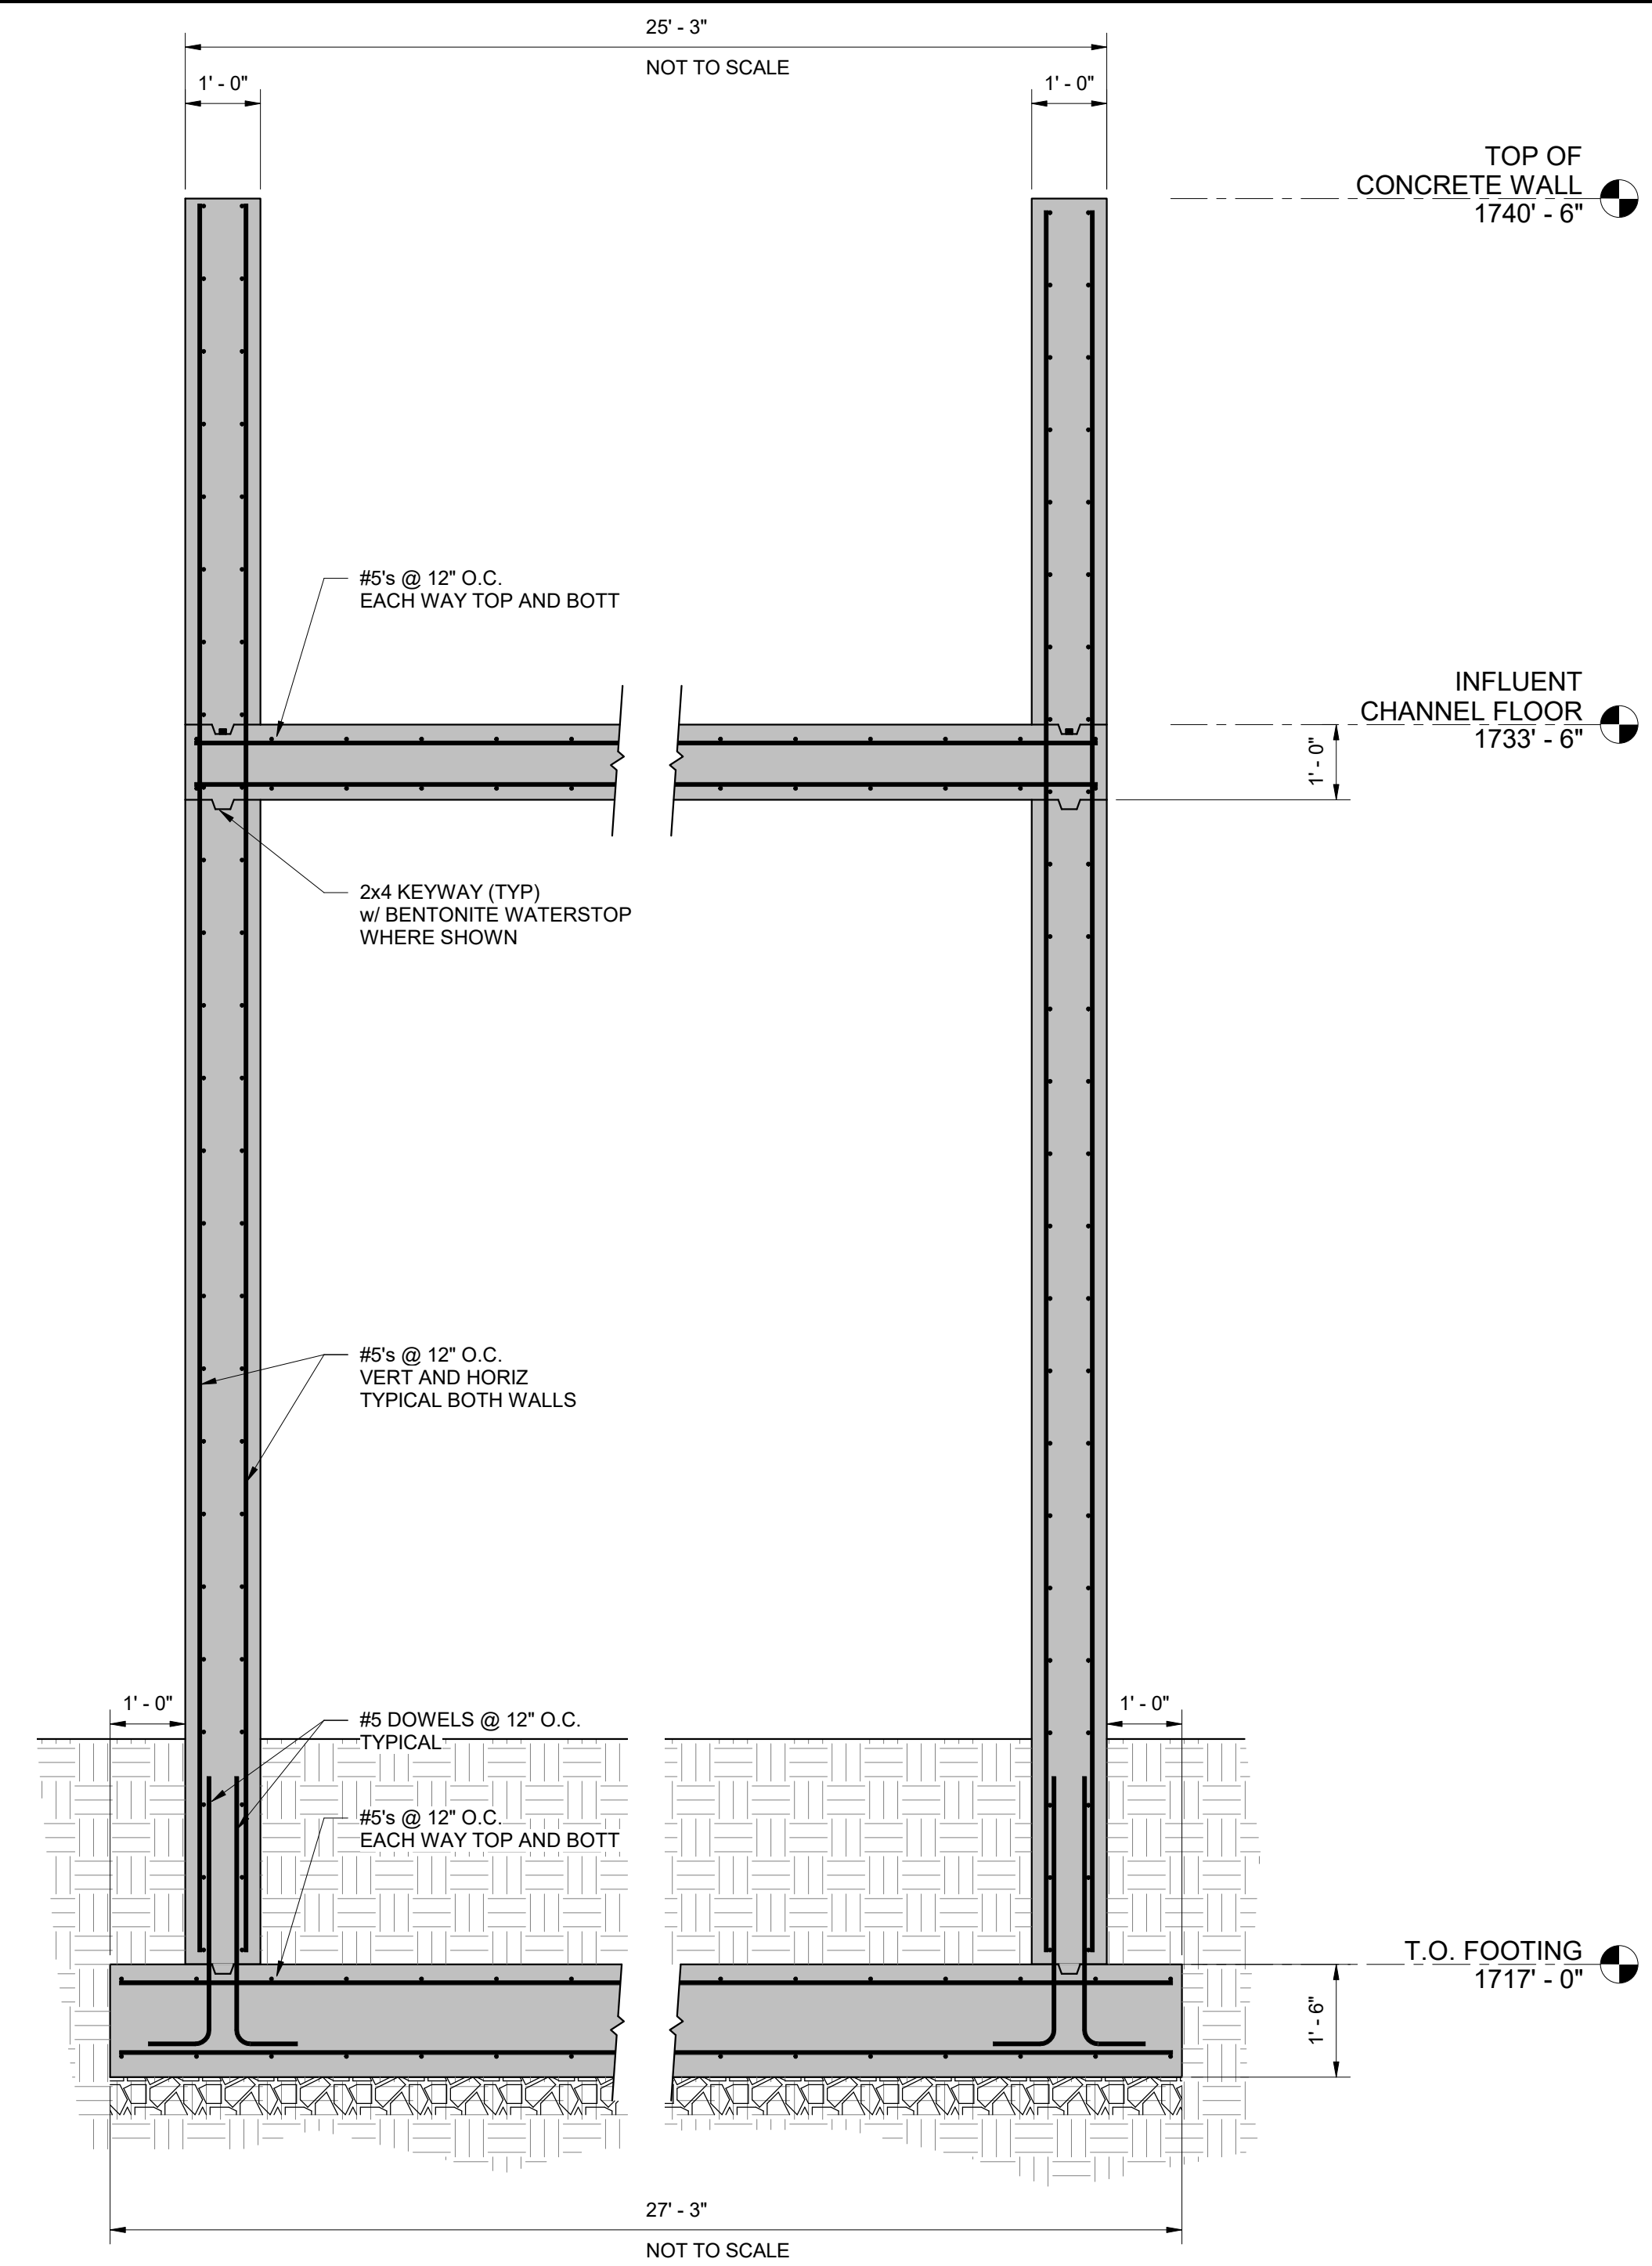 25' - 3"
NOT TO SCALE
1' - 0"
1' - 0"
TOP OF
CONCRETE WALL
1740' - 6"
#5's @ 12" O.C.
EACH WAY TOP AND BOTT
INFLUENT
CHANNEL FLOOR
1733' - 6"
1' - 0"
2x4 KEYWAY (TYP)
w/ BENTONITE WATERSTOP
WHERE SHOWN
#5's @ 12" O.C.
VERT AND HORIZ
TYPICAL BOTH WALLS
1' - 0"
#5 DOWELS @ 12" O.C.
TYPICAL
1' - 0"
#5's @ 12" O.C.
EACH WAY TOP AND BOTT
T.O. FOOTING
1717' - 0"
1' - 6"
27' - 3"
NOT TO SCALE